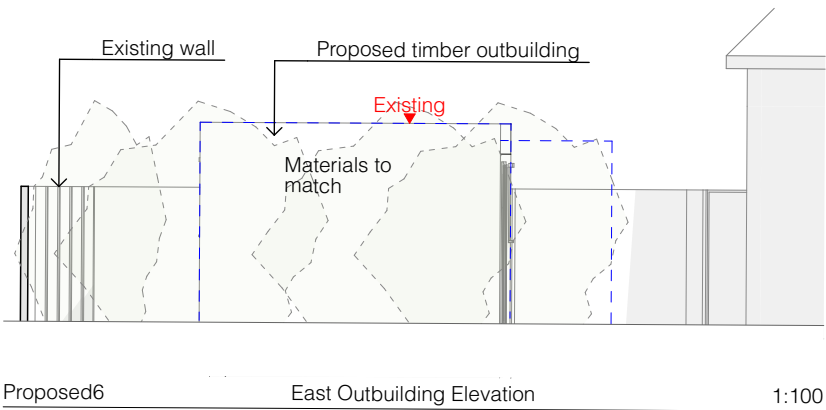 Existing wall
Proposed timber outbuilding
Existing
Materials to
match
Proposed6
East Outbuilding Elevation
1:100